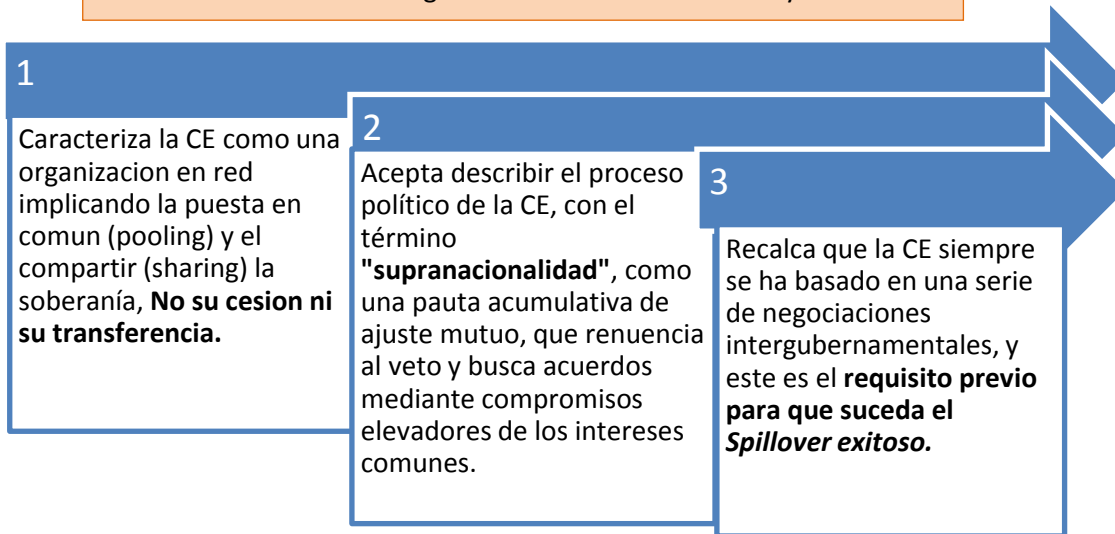 1
Caracteriza la CE como una
organizacion en red
implicando la puesta en
comun (pooling) y el
compartir (sharing) la
soberanía, No su cesion ni
su transferencia.
2
Acepta describir el proceso
político de la CE, con el
término
"supranacionalidad", como
una pauta acumulativa de
ajuste mutuo, que renuencia
al veto y busca acuerdos
mediante compromisos
elevadores de los intereses
comunes.
3
Recalca que la CE siempre
se ha basado en una serie
de negociaciones
intergubernamentales, y
este es el requisito previo
para que suceda el
Spillover exitoso.